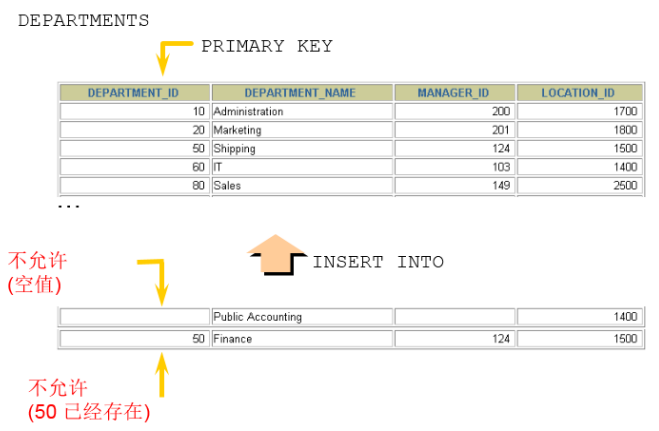 DEPARTMENTS
PRIMARY KEY
DEPARTMENT_ID DEPARTMENT_NAME MANAGER_ID LOCATION_ID
10 Administration 200 1700
20 Marketing 201 1800
50 Shipping 124 1500
60 IT 103 1400
80 Sales 149 2500
...
不允许
(空值)
INSERT INTO
Public Accounting 1400
50 Finance 124 1500
不允许
(50 已经存在)